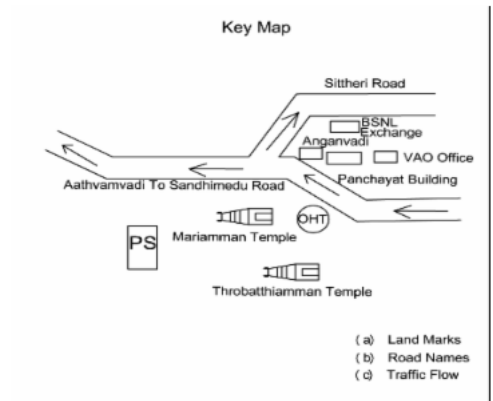 Key Map
Sittheri Road
BSNL
Exchange
Anganvadi
VAO Office
Aathvamvadi To Sandhimedu Road
Panchayat Building
OHT
Mariamman Temple
PS
Throbatthiamman Temple
(a) Land Marks
(b) Road Names
(c) Traffic Flow